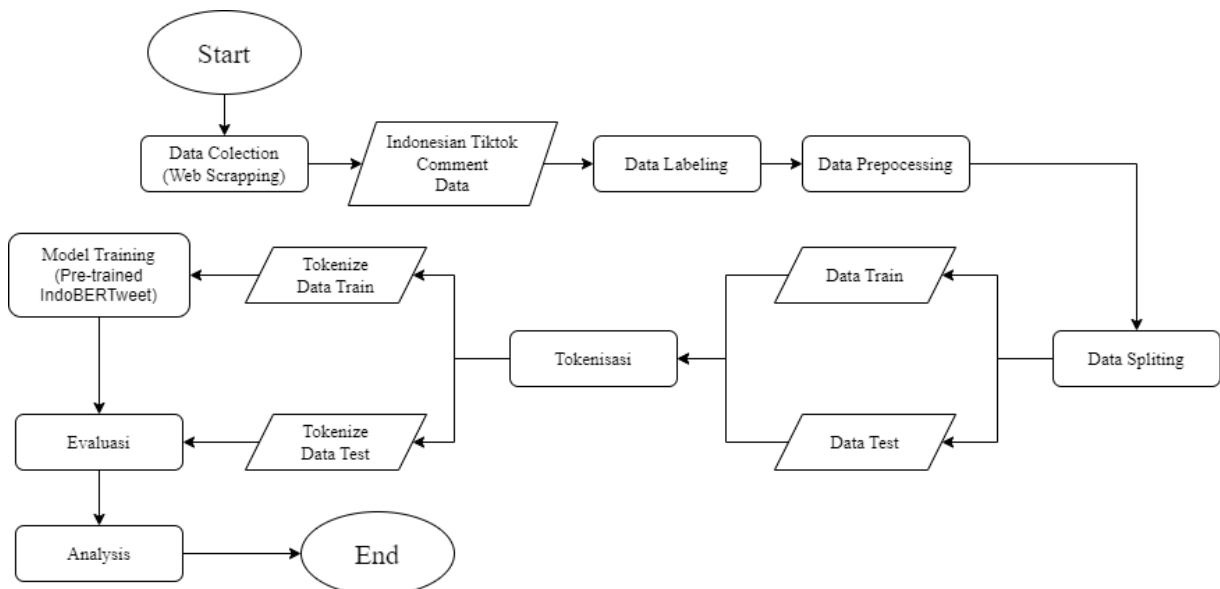 Start
Data Colection
(Web Scrapping)
Indonesian Tiktok
Comment
Data
Data Labeling
Data Prepocessing
Model Training
(Pre-trained
IndoBERTweet)
Tokenize
Data Train
Data Train
Tokenisasi
Data Spliting
Evaluasi
Tokenize
Data Test
Data Test
Analysis
End